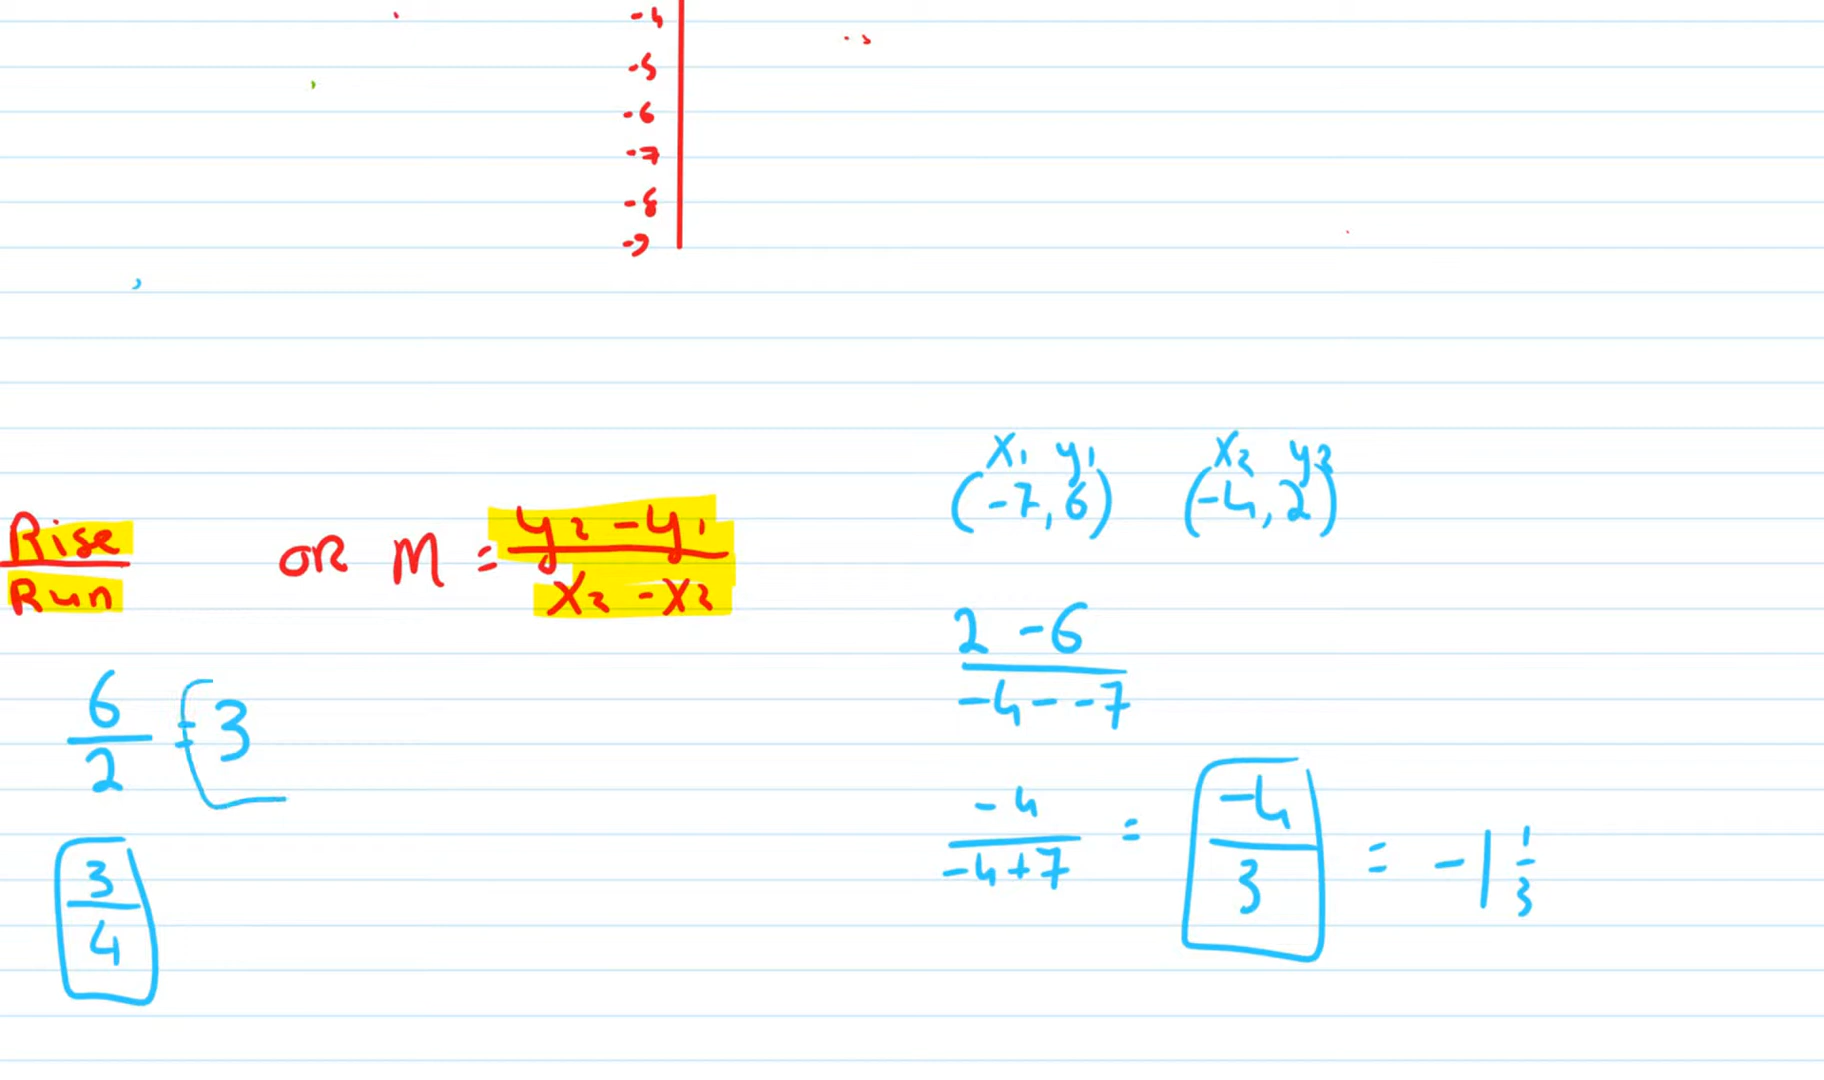 -4
-5
-6
-7
-8
-9
x₁ y₁ x₂ y₂
(-7, 6) (-4, 2)
Rise
Run
OR M = y₂ - y₁
x₂ - x₂
2 - 6
-4 - -7
6
2
= 3
-4
-4+7
= -4
3
= -1 1/3
3
4